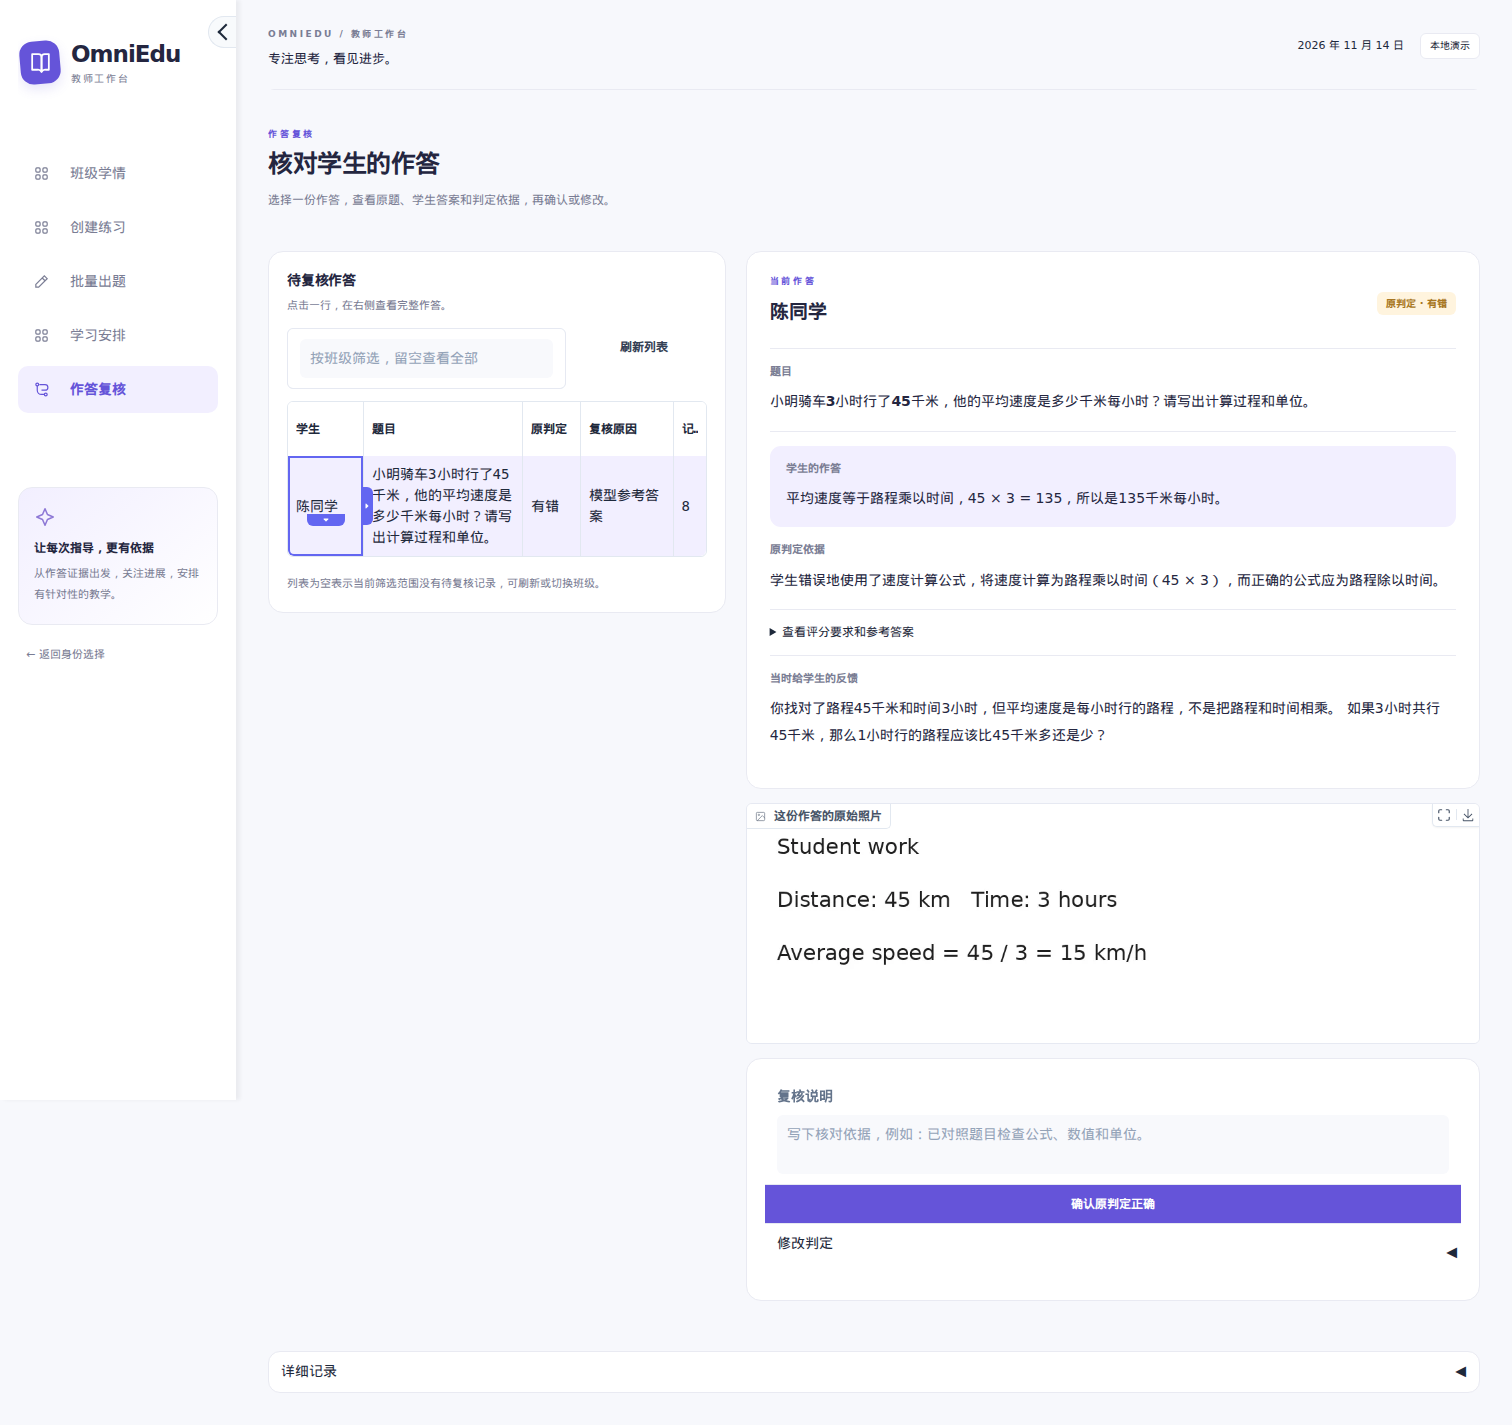 OmniEdu
教师工作台
班级学情
创建练习
批量出题
学习安排
作答复核
让每次指导，更有依据
从作答证据出发，关注进展，安排
有针对性的教学。
← 返回身份选择
OMNIEDU / 教师工作台
专注思考，看见进步。
2026 年 11 月 14 日
本地演示
作答复核
核对学生的作答
选择一份作答，查看原题、学生答案和判定依据，再确认或修改。
待复核作答
点击一行，在右侧查看完整作答。
按班级筛选，留空查看全部
刷新列表
学生 题目 原判定 复核原因 记..
陈同学
小明骑车3小时行了45
千米，他的平均速度是
多少千米每小时？请写
出计算过程和单位。
有错
模型参考答
案
8
列表为空表示当前筛选范围没有待复核记录，可刷新或切换班级。
当前作答
陈同学
原判定 · 有错
题目
小明骑车3小时行了45千米，他的平均速度是多少千米每小时？请写出计算过程和单位。
学生的作答
平均速度等于路程乘以时间，45 × 3 = 135，所以是135千米每小时。
原判定依据
学生错误地使用了速度计算公式，将速度计算为路程乘以时间（45 × 3），而正确的公式应为路程除以时间。
▶ 查看评分要求和参考答案
当时给学生的反馈
你找对了路程45千米和时间3小时，但平均速度是每小时行的路程，不是把路程和时间相乘。 如果3小时共行
45千米，那么1小时行的路程应该比45千米多还是少？
这份作答的原始照片
Student work
Distance: 45 km Time: 3 hours
Average speed = 45 / 3 = 15 km/h
复核说明
写下核对依据，例如：已对照题目检查公式、数值和单位。
确认原判定正确
修改判定
详细记录